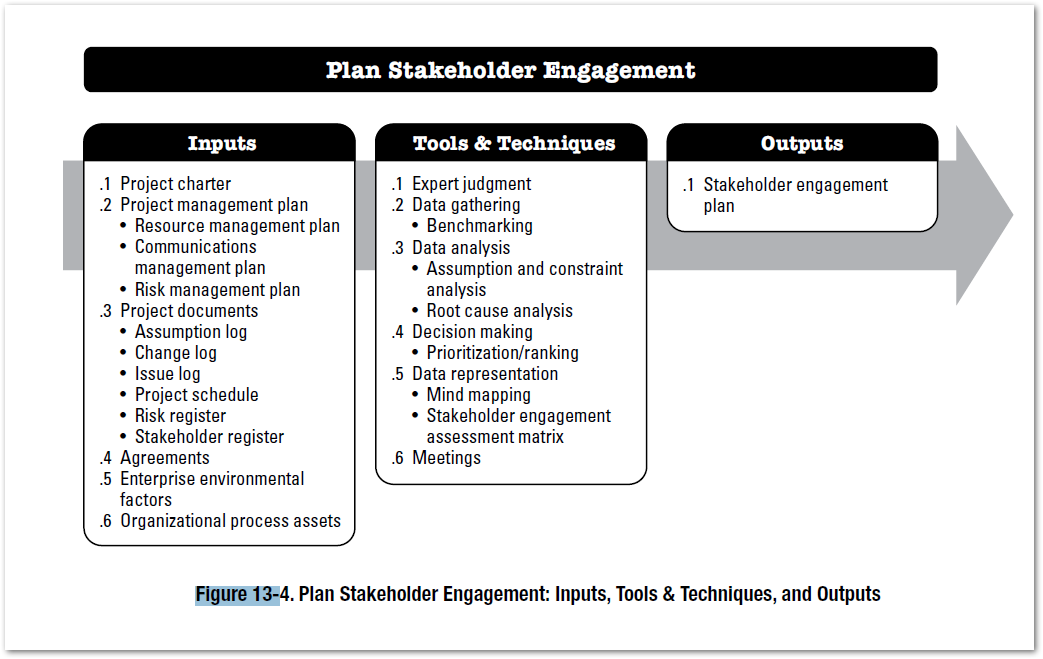 Plan Stakeholder Engagement
Inputs
.1 Project charter
.2 Project management plan
• Resource management plan
• Communications
management plan
• Risk management plan
.3 Project documents
• Assumption log
• Change log
• Issue log
• Project schedule
• Risk register
• Stakeholder register
.4 Agreements
.5 Enterprise environmental
factors
.6 Organizational process assets
Tools & Techniques
.1 Expert judgment
.2 Data gathering
• Benchmarking
.3 Data analysis
• Assumption and constraint
analysis
• Root cause analysis
.4 Decision making
• Prioritization/ranking
.5 Data representation
• Mind mapping
• Stakeholder engagement
assessment matrix
.6 Meetings
Outputs
.1 Stakeholder engagement
plan
Figure 13-4. Plan Stakeholder Engagement: Inputs, Tools & Techniques, and Outputs